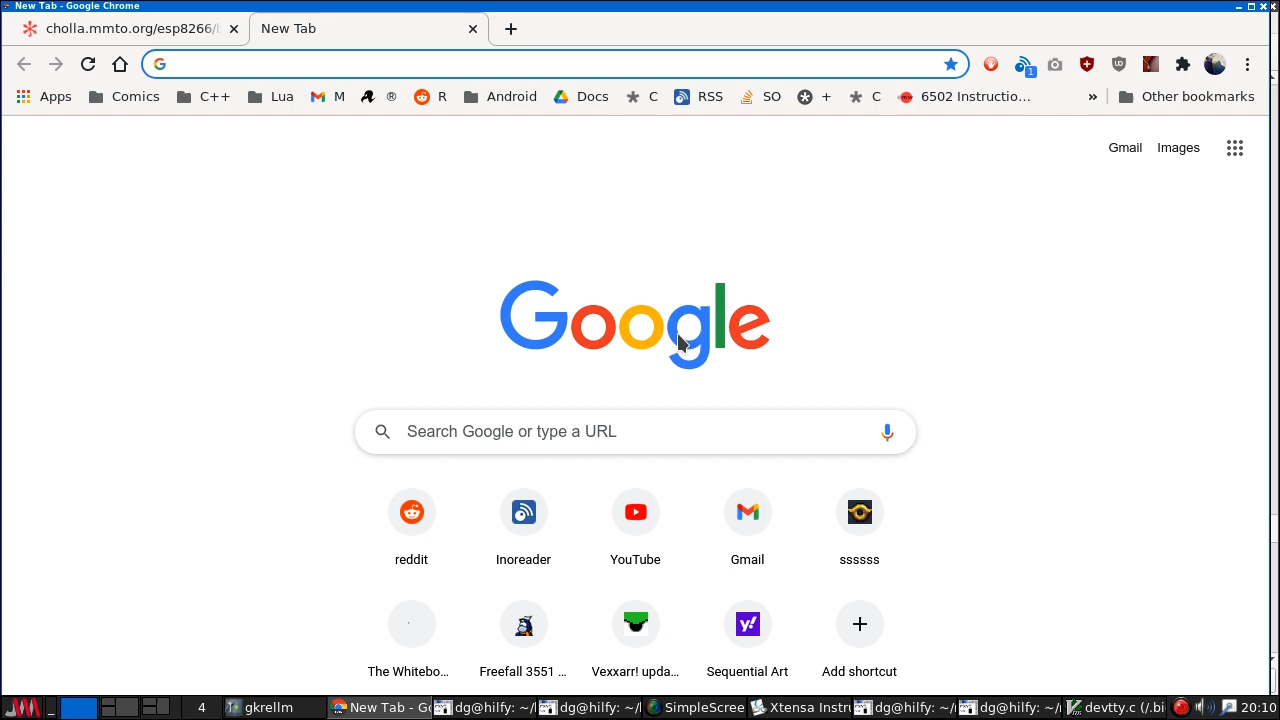 New Tab - Google Chrome
cholla.mmto.org/esp8266/
New Tab
1
Apps Comics C++ Lua M ® R Android Docs C RSS SO + C 6502 Instructio... » Other bookmarks
Gmail Images
Google
Search Google or type a URL
reddit Inoreader YouTube Gmail ssssss
The Whitebo... Freefall 3551 ... Vexxarr! upda... Sequential Art Add shortcut
4 gkrellm New Tab - Go dg@hilfy: ~/ dg@hilfy: ~/ SimpleScree Xtensa Instru dg@hilfy: ~/ dg@hilfy: ~/ devtty.c (/.bi 20:10